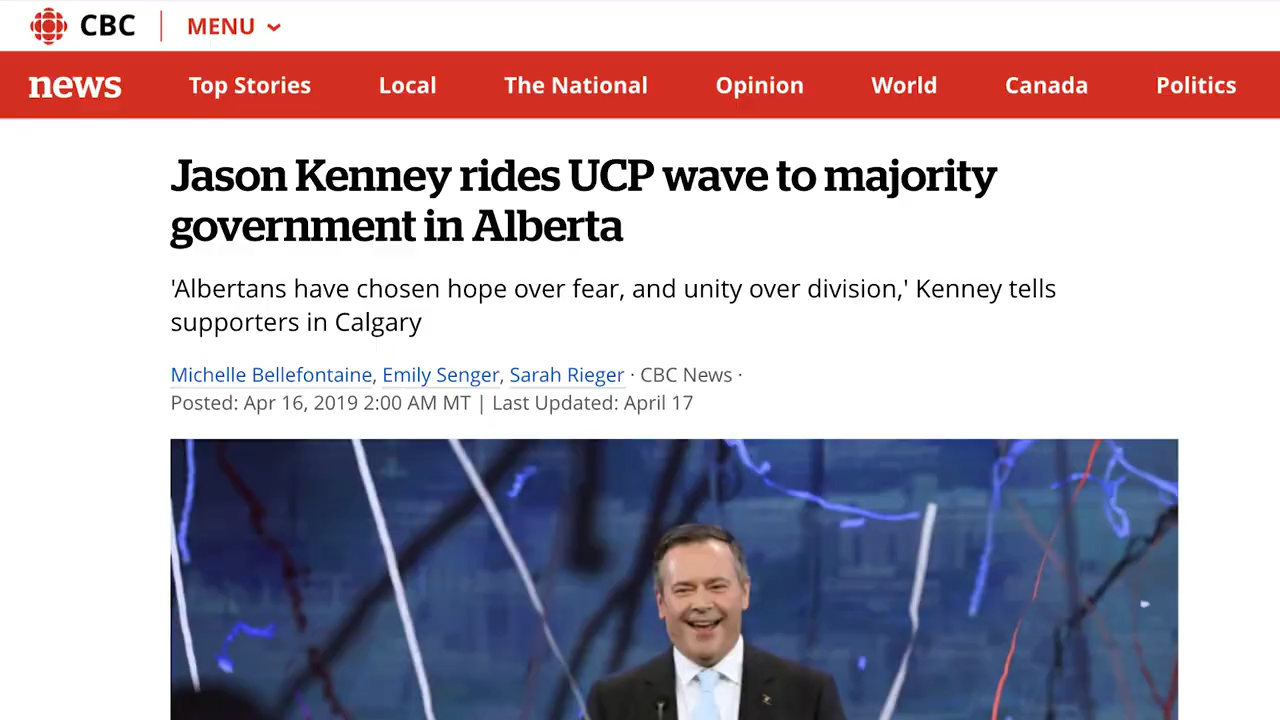 CBC MENU
news Top Stories Local The National Opinion World Canada Politics
Jason Kenney rides UCP wave to majority
government in Alberta
'Albertans have chosen hope over fear, and unity over division,' Kenney tells
supporters in Calgary
Michelle Bellefontaine, Emily Senger, Sarah Rieger · CBC News ·
Posted: Apr 16, 2019 2:00 AM MT | Last Updated: April 17